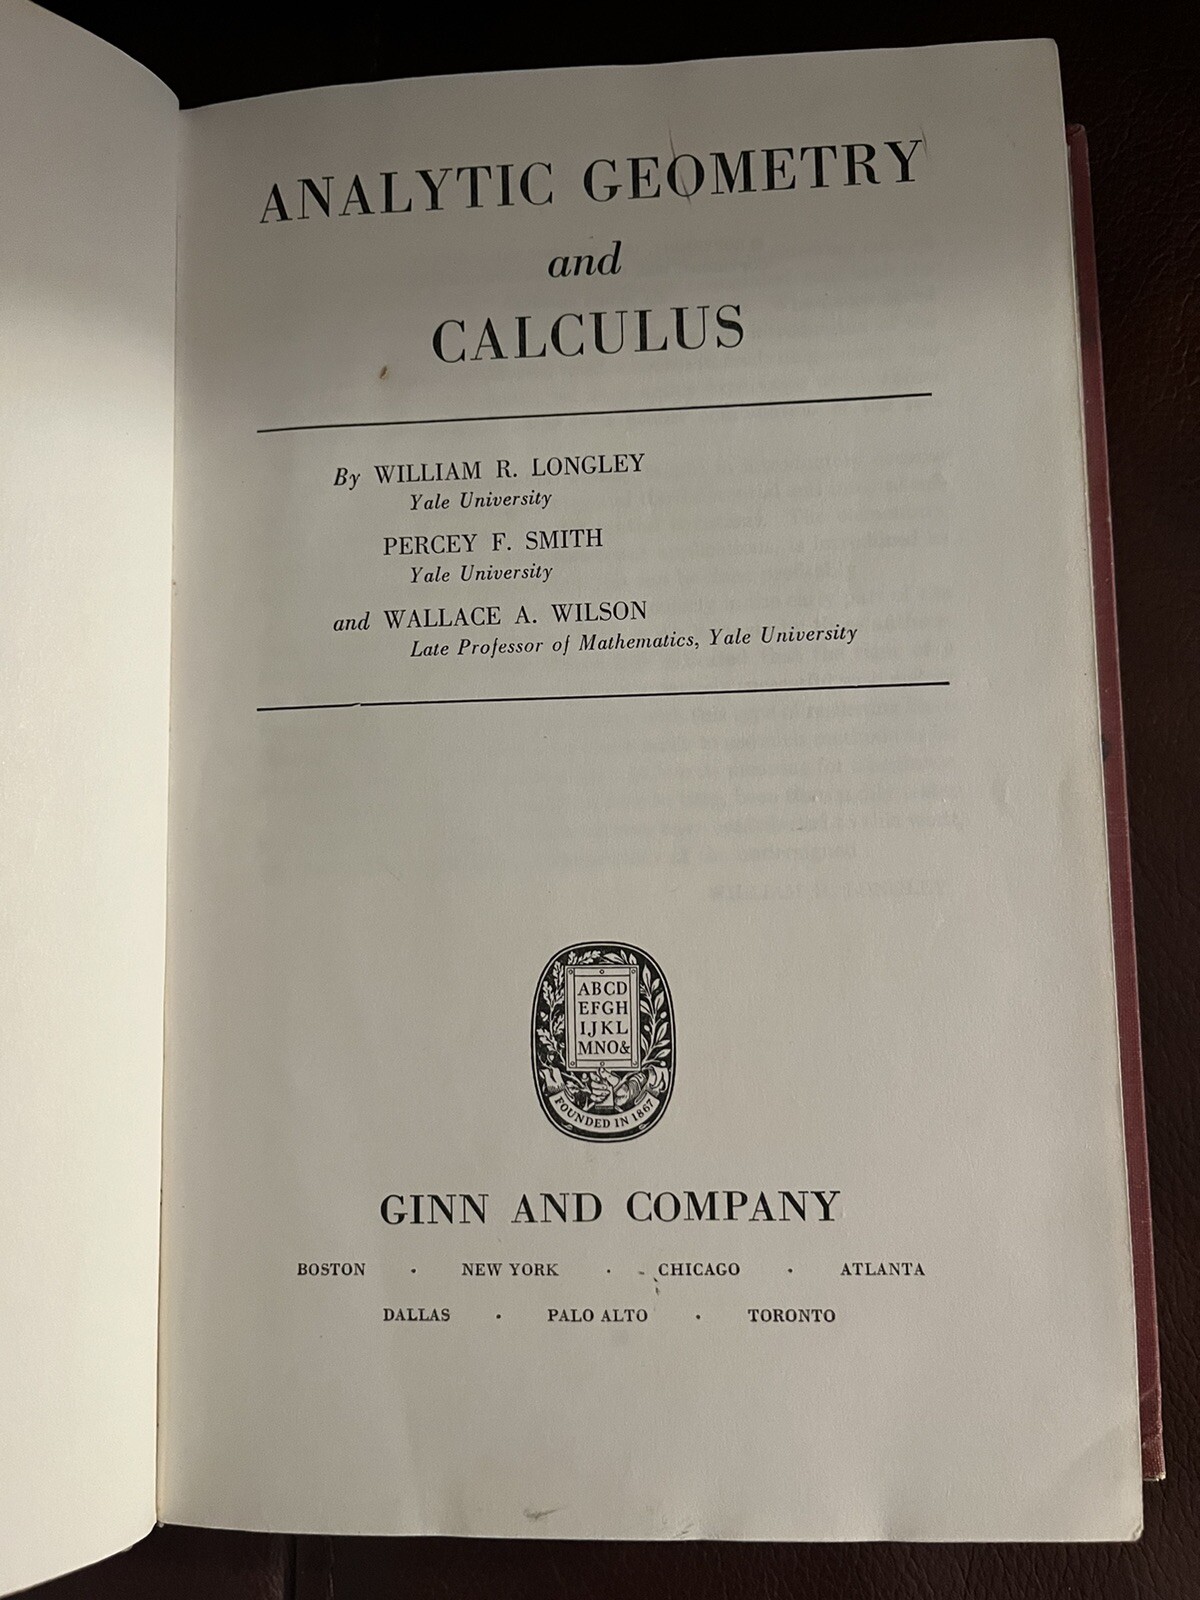 ANALYTIC GEOMETRY
and
CALCULUS
By WILLIAM R. LONGLEY
Yale University
PERCEY F. SMITH
Yale University
and WALLACE A. WILSON
Late Professor of Mathematics, Yale University
ABCD
EFGH
IJKL
MNO&
FOUNDED IN 1867
GINN AND COMPANY
BOSTON · NEW YORK · CHICAGO · ATLANTA
DALLAS · PALO ALTO · TORONTO